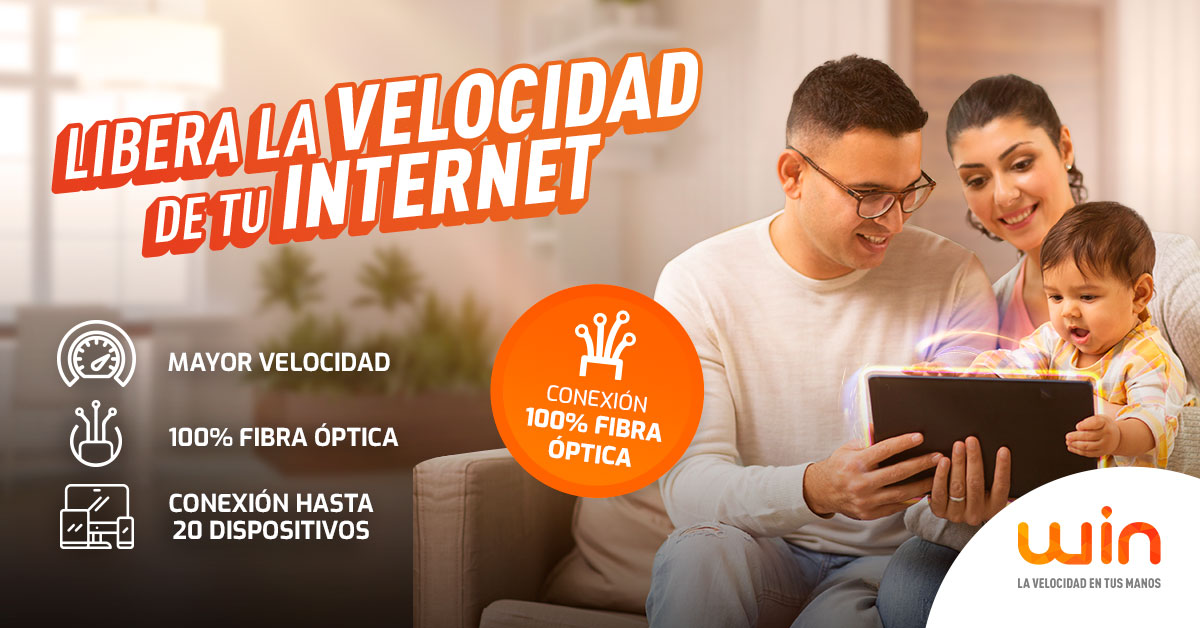 LIBERA LA VELOCIDAD
DE TU INTERNET
MAYOR VELOCIDAD
100% FIBRA ÓPTICA
CONEXIÓN HASTA
20 DISPOSITIVOS
CONEXIÓN
100% FIBRA
ÓPTICA
win
LA VELOCIDAD EN TUS MANOS